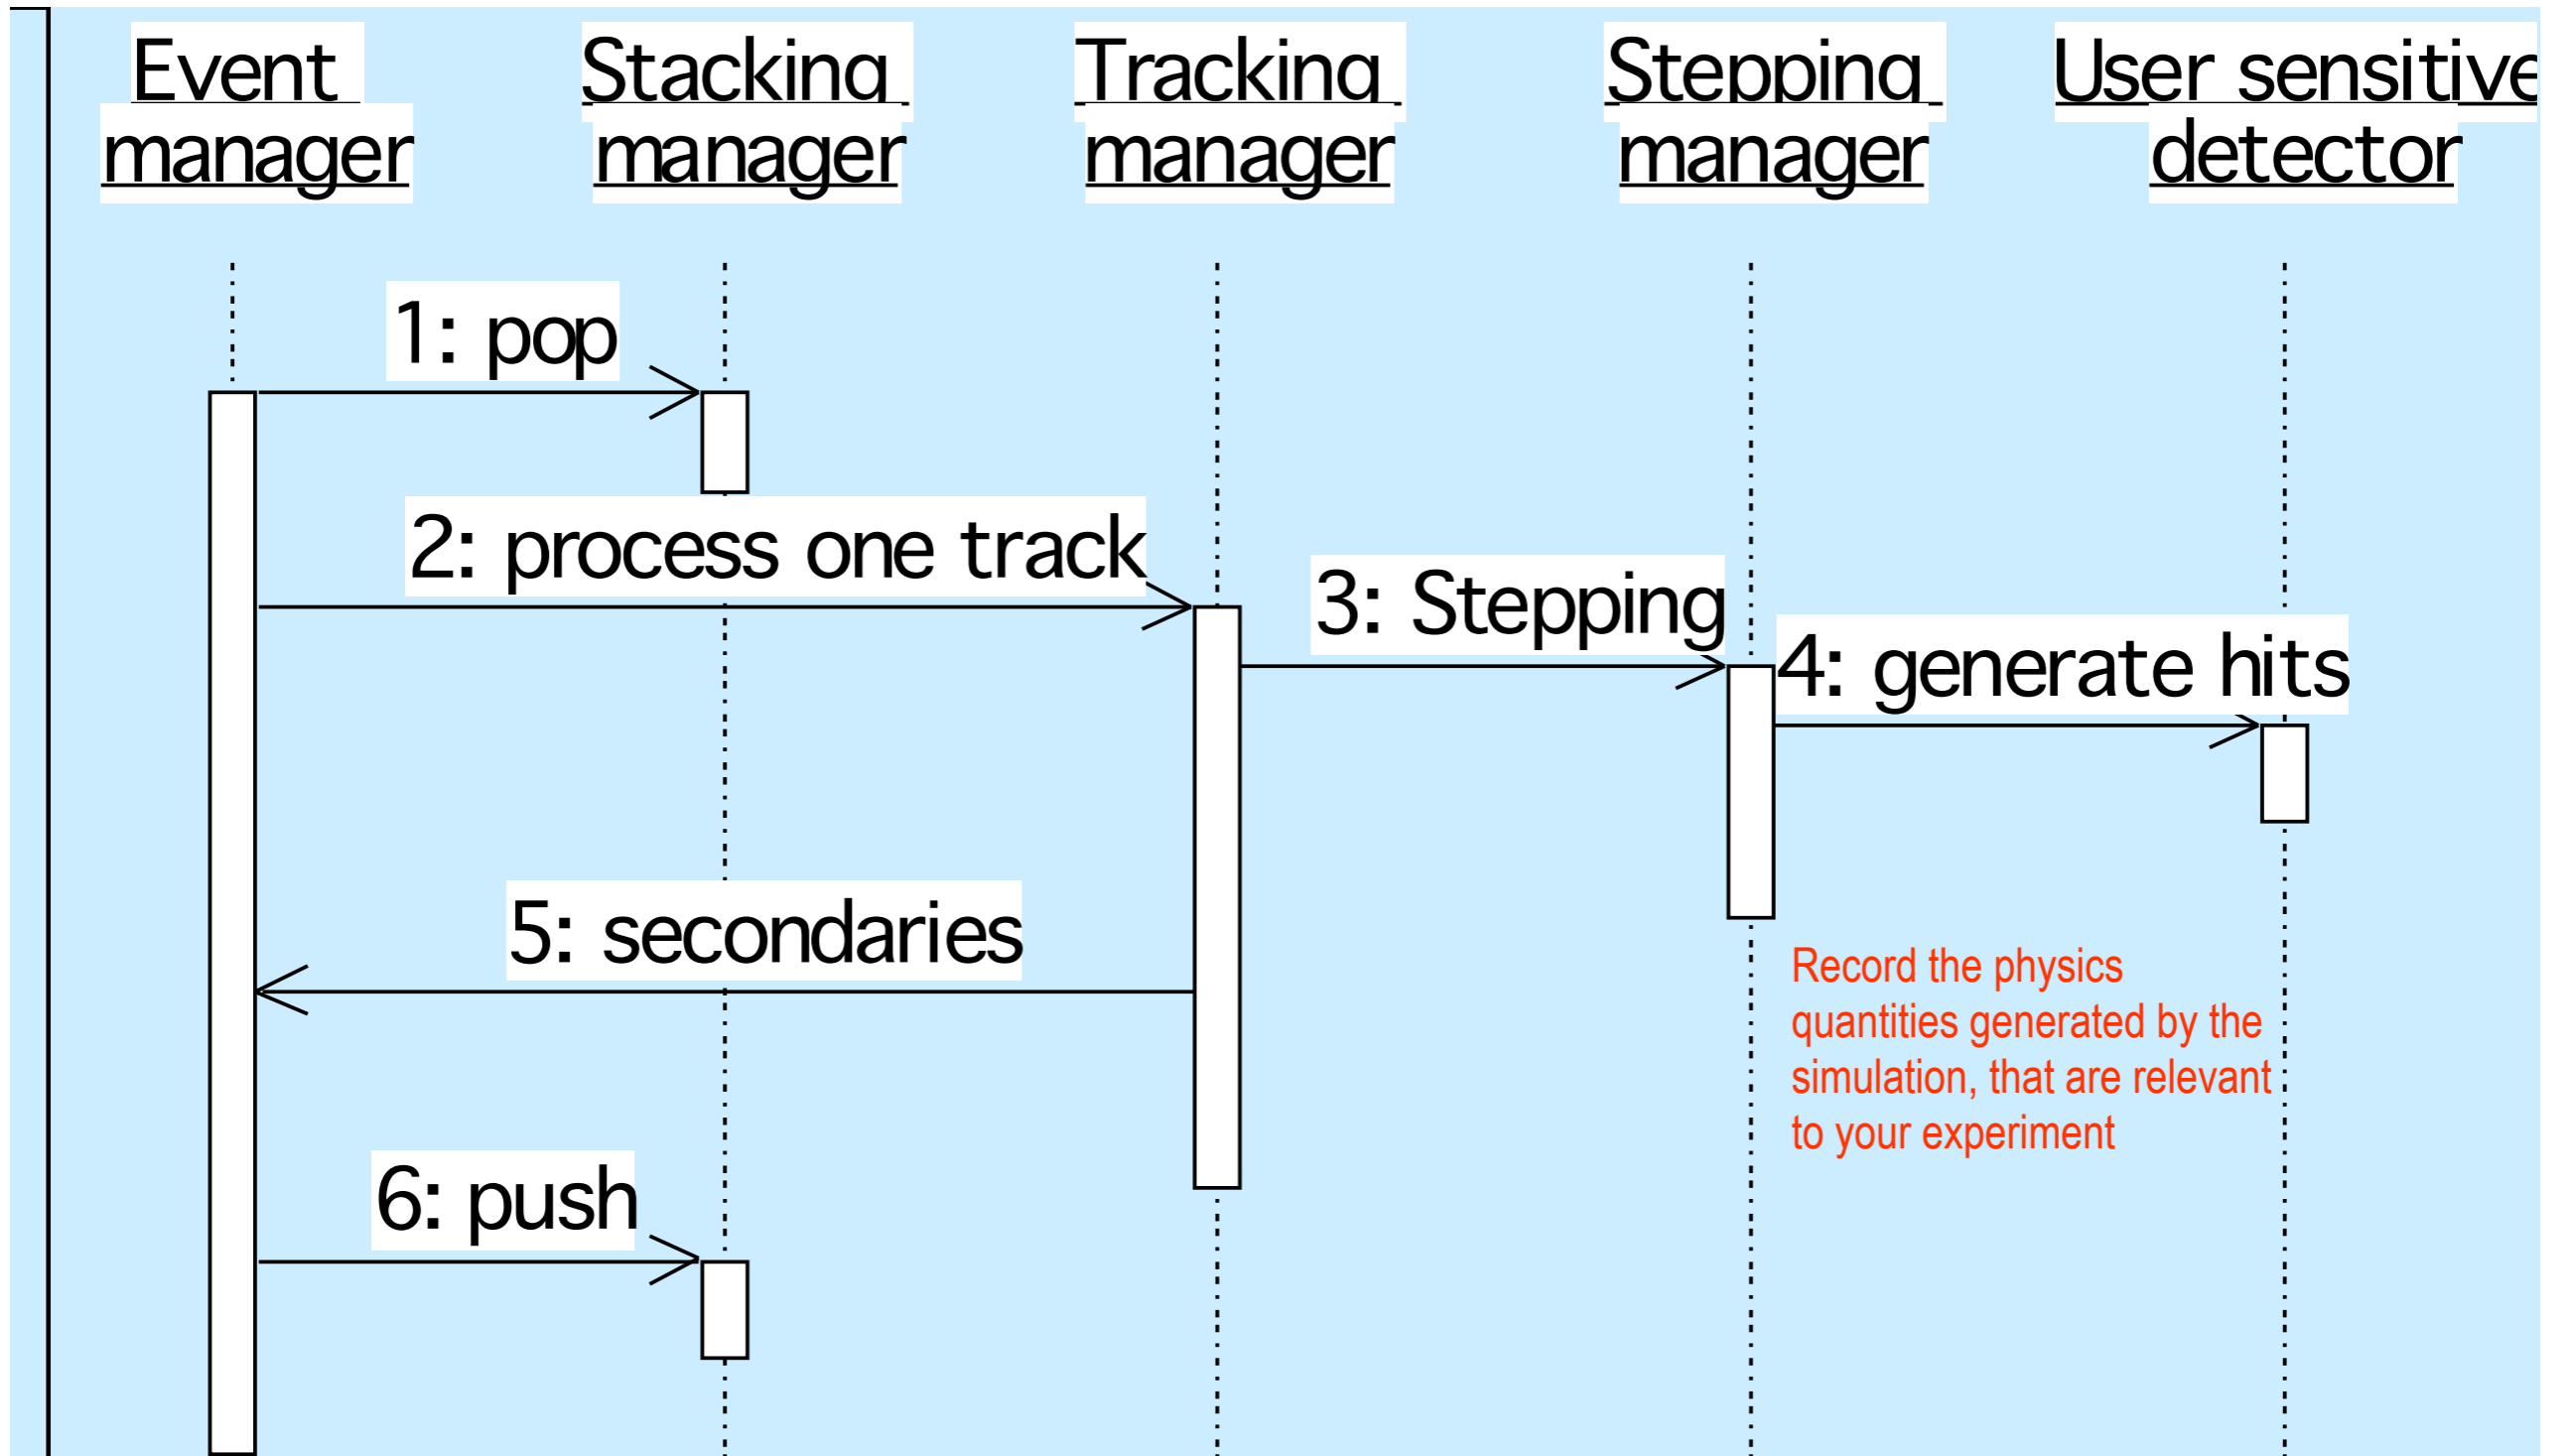 Event
manager
Stacking
manager
Tracking
manager
Stepping
manager
User sensitive
detector
1: pop
2: process one track
3: Stepping
4: generate hits
5: secondaries
Record the physics
quantities generated by the
simulation, that are relevant
to your experiment
6: push